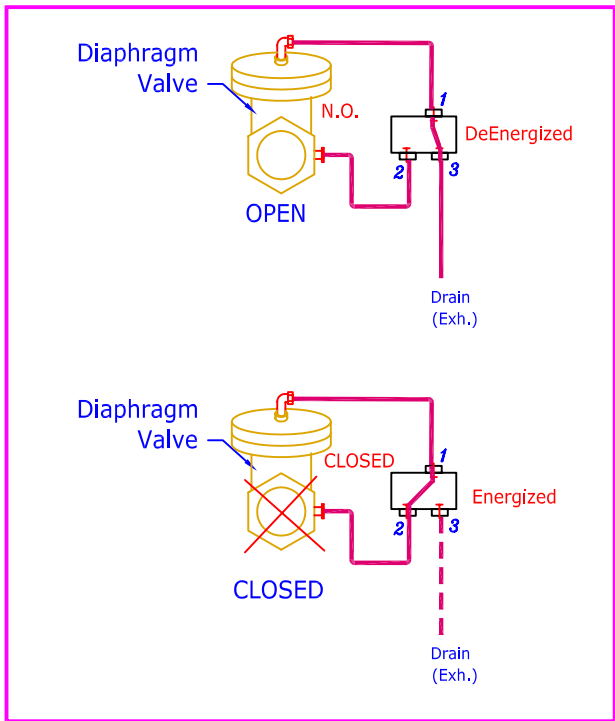 Diaphragm
Valve
N.O.
1
DeEnergized
2
3
OPEN
Drain
(Exh.)
Diaphragm
Valve
CLOSED
1
Energized
2
3
CLOSED
Drain
(Exh.)